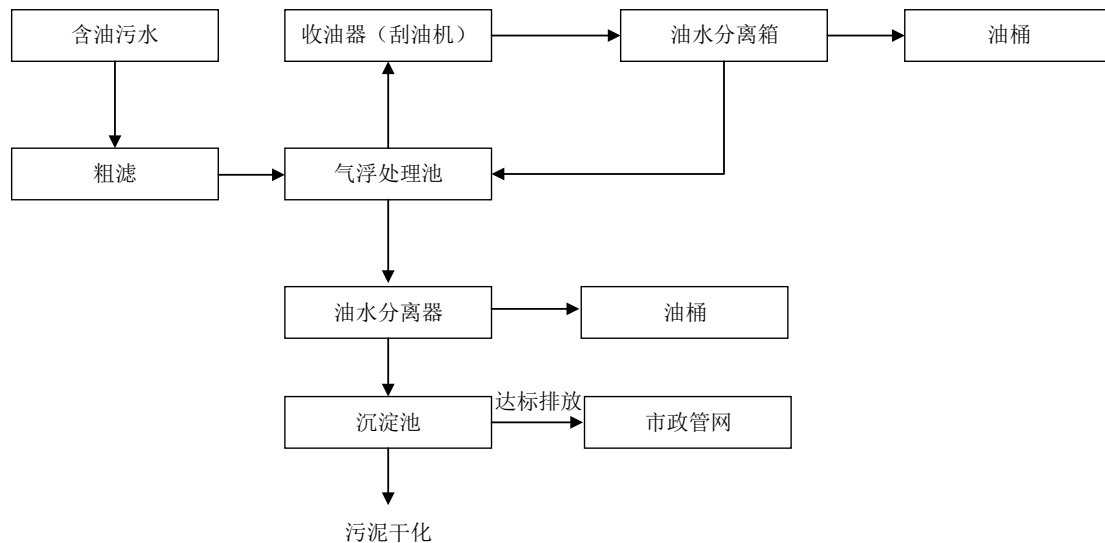 含油污水
收油器（刮油机）
油水分离箱
油桶
粗滤
气浮处理池
油水分离器
油桶
达标排放
沉淀池
市政管网
污泥干化